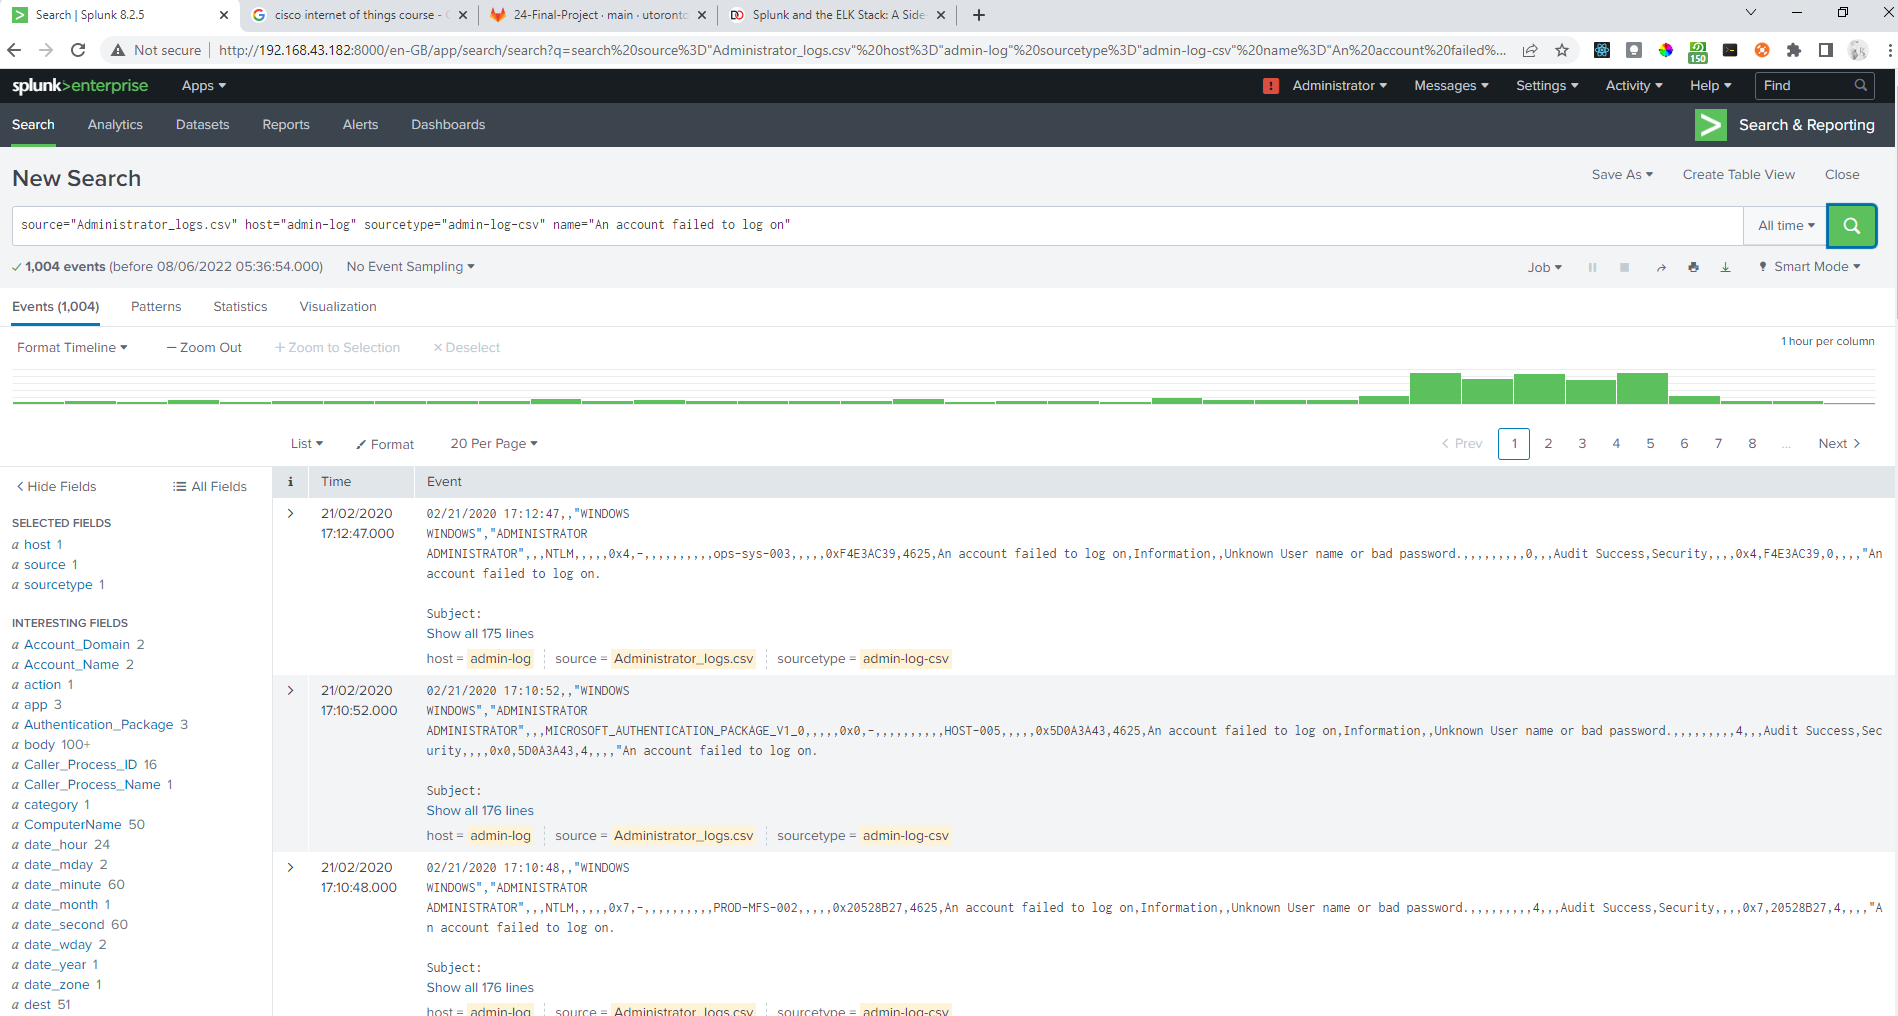 Search | Splunk 8.2.5
cisco internet of things course -
24-Final-Project · main · utoronto
Splunk and the ELK Stack: A Side
Not secure
http://192.168.43.182:8000/en-GB/app/search/search?q=search%20source%3D"Administrator_logs.csv"%20host%3D"admin-log"%20sourcetype%3D"admin-log-csv"%20name%3D"An%20account%20failed%...
150
splunk>enterprise
Apps
! Administrator
Messages
Settings
Activity
Help
Find
Search
Analytics
Datasets
Reports
Alerts
Dashboards
Search & Reporting
New Search
Save As
Create Table View
Close
source="Administrator_logs.csv" host="admin-log" sourcetype="admin-log-csv" name="An account failed to log on"
All time
1,004 events (before 08/06/2022 05:36:54.000)
No Event Sampling
Job
Smart Mode
Events (1,004)
Patterns
Statistics
Visualization
Format Timeline
— Zoom Out
+ Zoom to Selection
× Deselect
1 hour per column
List
Format
20 Per Page
< Prev
1
2
3
4
5
6
7
8
...
Next >
< Hide Fields
All Fields
SELECTED FIELDS
a host 1
a source 1
a sourcetype 1
INTERESTING FIELDS
a Account_Domain 2
a Account_Name 2
a action 1
a app 3
a Authentication_Package 3
a body 100+
a Caller_Process_ID 16
a Caller_Process_Name 1
a category 1
a ComputerName 50
a date_hour 24
a date_mday 2
a date_minute 60
a date_month 1
a date_second 60
a date_wday 2
a date_year 1
a date_zone 1
a dest 51
i
Time
Event
21/02/2020
17:12:47.000
02/21/2020 17:12:47,,"WINDOWS
WINDOWS","ADMINISTRATOR
ADMINISTRATOR",,,NTLM,,,,,0x4,-,,,,,,,,,,ops-sys-003,,,,,0xF4E3AC39,4625,An account failed to log on,Information,,Unknown User name or bad password.,,,,,,,,,,0,,,Audit Success,Security,,,,0x4,F4E3AC39,0,,,,"An
account failed to log on.
Subject:
Show all 175 lines
host = admin-log
source = Administrator_logs.csv
sourcetype = admin-log-csv
21/02/2020
17:10:52.000
02/21/2020 17:10:52,,"WINDOWS
WINDOWS","ADMINISTRATOR
ADMINISTRATOR",,,MICROSOFT_AUTHENTICATION_PACKAGE_V1_0,,,,,0x0,-,,,,,,,,,,HOST-005,,,,,0x5D0A3A43,4625,An account failed to log on,Information,,Unknown User name or bad password.,,,,,,,,,,4,,,Audit Success,Sec
urity,,,,0x0,5D0A3A43,4,,,,"An account failed to log on.
Subject:
Show all 176 lines
host = admin-log
source = Administrator_logs.csv
sourcetype = admin-log-csv
21/02/2020
17:10:48.000
02/21/2020 17:10:48,,"WINDOWS
WINDOWS","ADMINISTRATOR
ADMINISTRATOR",,,NTLM,,,,,0x7,-,,,,,,,,,,PROD-MFS-002,,,,,0x20528B27,4625,An account failed to log on,Information,,Unknown User name or bad password.,,,,,,,,,,4,,,Audit Success,Security,,,,0x7,20528B27,4,,,,"A
n account failed to log on.
Subject:
Show all 176 lines
host = admin-log
source = Administrator_logs.csv
sourcetype = admin-log-csv